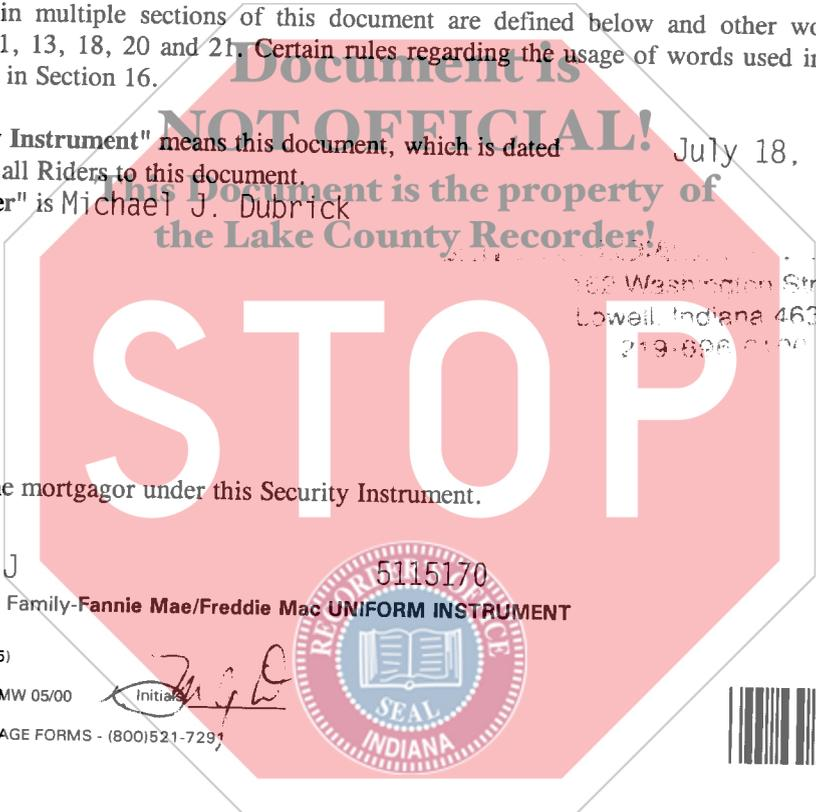 in multiple sections of this document are defined below and other wo
1, 13, 18, 20 and 21. Certain rules regarding the usage of words used in
in Section 16.
Document is
NOT OFFICIAL!
Instrument" means this document, which is dated July 18,
all Riders to this document.
This Document is the property of
er" is Michael J. Dubrick
the Lake County Recorder!
Washington Str
Lowell, Indiana 463
STOP
e mortgagor under this Security Instrument.
J 5115170
Family-Fannie Mae/Freddie Mac UNIFORM INSTRUMENT
RECORDER'S OFFICE
SEAL
INDIANA
MW 05/00 Initials
AGE FORMS - (800)521-7291